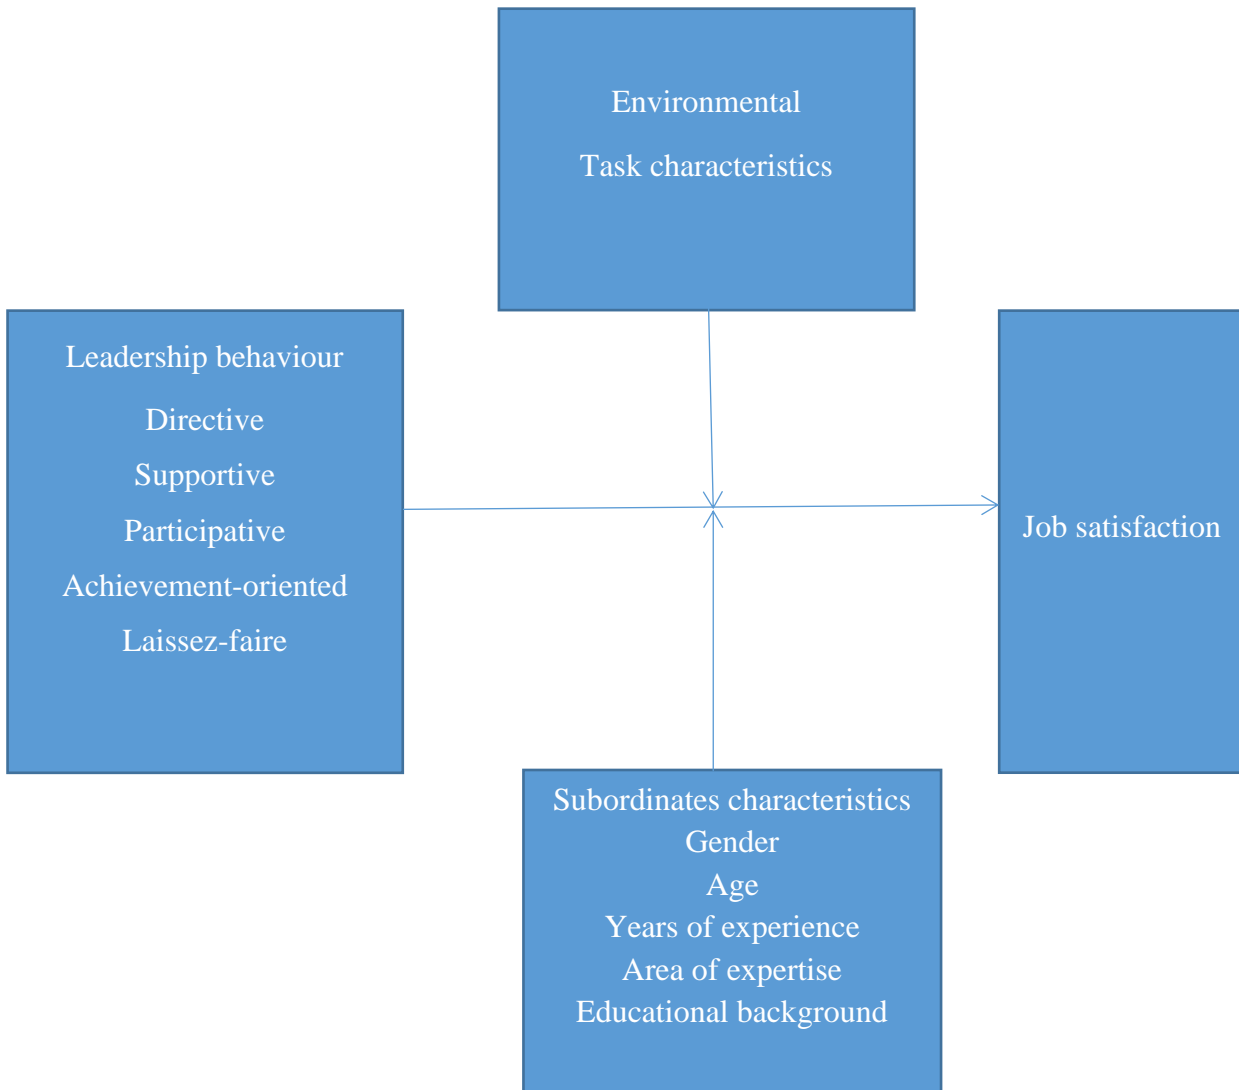 Environmental
Task characteristics
Leadership behaviour
Directive
Supportive
Participative
Achievement-oriented
Laissez-faire
Job satisfaction
Subordinates characteristics
Gender
Age
Years of experience
Area of expertise
Educational background